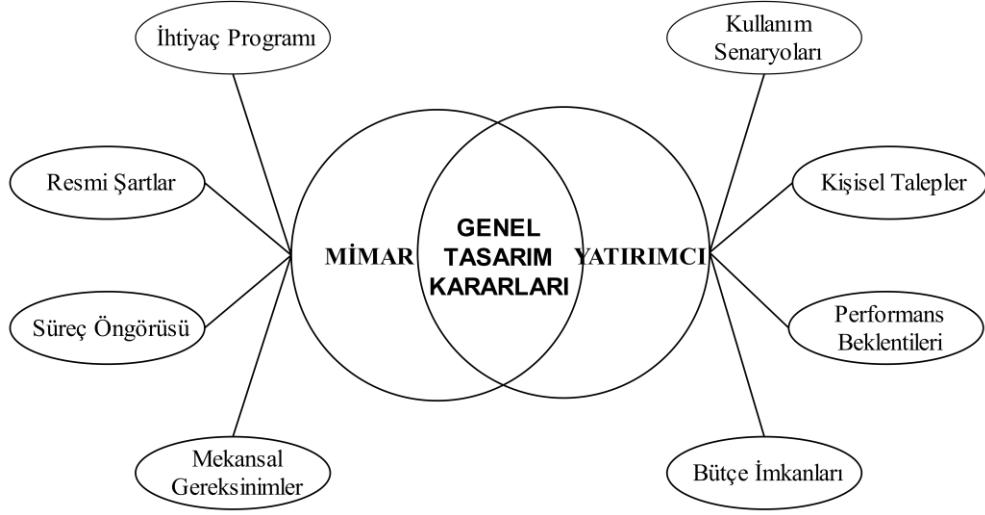 İhtiyaç Programı
Kullanım
Senaryoları
Resmi Şartlar
Kişisel Talepler
MİMAR
GENEL
TASARIM
KARARLARI
YATIRIMCI
Süreç Öngörüsü
Performans
Beklentileri
Mekansal
Gereksinimler
Bütçe İmkanları